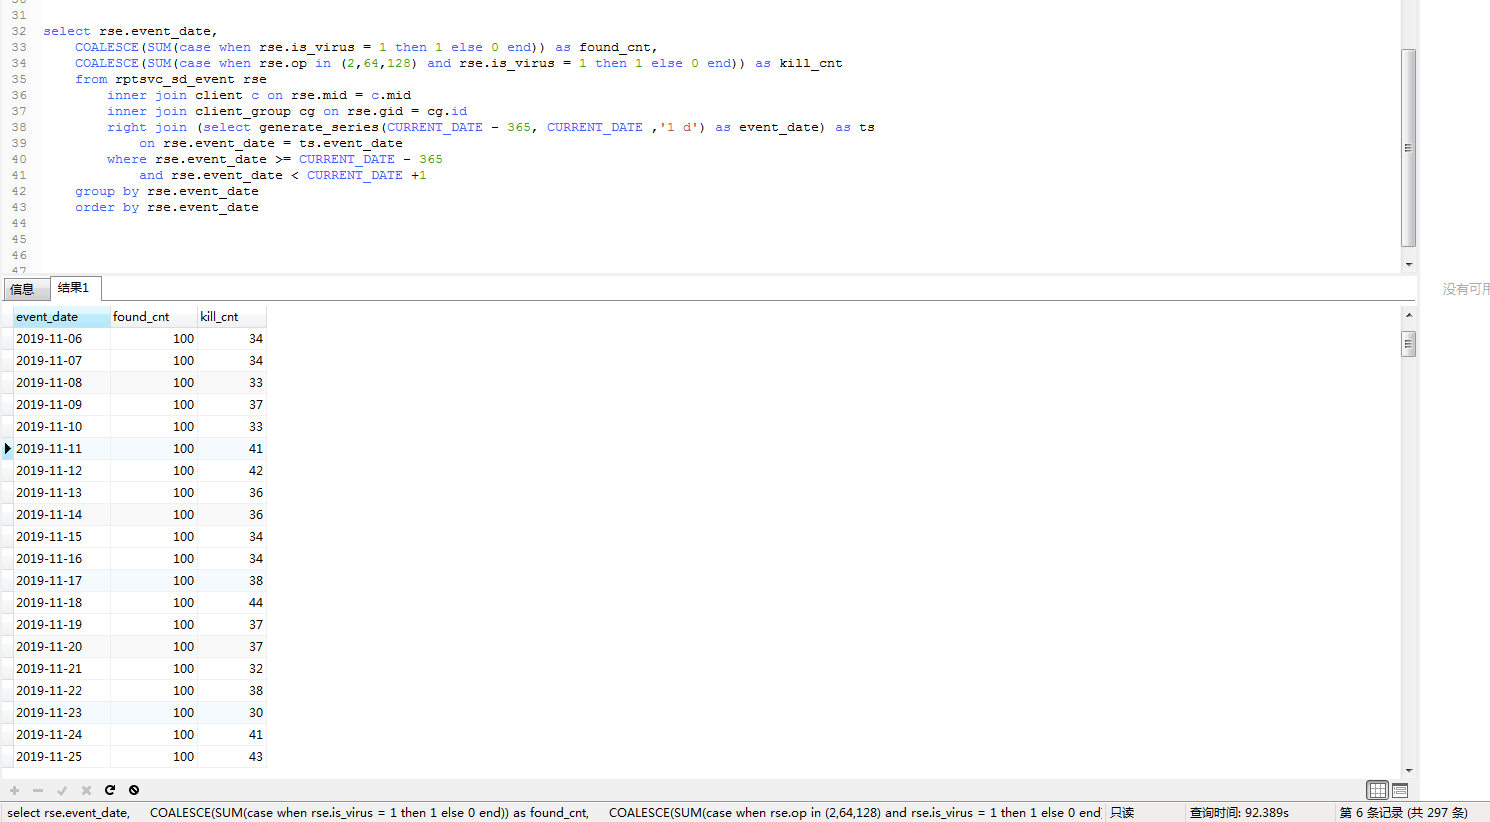 31
32 select rse.event_date,
33 COALESCE(SUM(case when rse.is_virus = 1 then 1 else 0 end)) as found_cnt,
34 COALESCE(SUM(case when rse.op in (2,64,128) and rse.is_virus = 1 then 1 else 0 end)) as kill_cnt
35 from rptsvc_sd_event rse
36 inner join client c on rse.mid = c.mid
37 inner join client_group cg on rse.gid = cg.id
38 right join (select generate_series(CURRENT_DATE - 365, CURRENT_DATE ,'1 d') as event_date) as ts
39 on rse.event_date = ts.event_date
40 where rse.event_date >= CURRENT_DATE - 365
41 and rse.event_date < CURRENT_DATE +1
42 group by rse.event_date
43 order by rse.event_date
44
45
46
47
信息 结果1
没有可用
event_date found_cnt kill_cnt
2019-11-06 100 34
2019-11-07 100 34
2019-11-08 100 33
2019-11-09 100 37
2019-11-10 100 33
2019-11-11 100 41
2019-11-12 100 42
2019-11-13 100 36
2019-11-14 100 36
2019-11-15 100 34
2019-11-16 100 34
2019-11-17 100 38
2019-11-18 100 44
2019-11-19 100 37
2019-11-20 100 37
2019-11-21 100 32
2019-11-22 100 38
2019-11-23 100 30
2019-11-24 100 41
2019-11-25 100 43
select rse.event_date, COALESCE(SUM(case when rse.is_virus = 1 then 1 else 0 end)) as found_cnt, COALESCE(SUM(case when rse.op in (2,64,128) and rse.is_virus = 1 then 1 else 0 end) 只读 查询时间: 92.389s 第 6 条记录 (共 297 条)